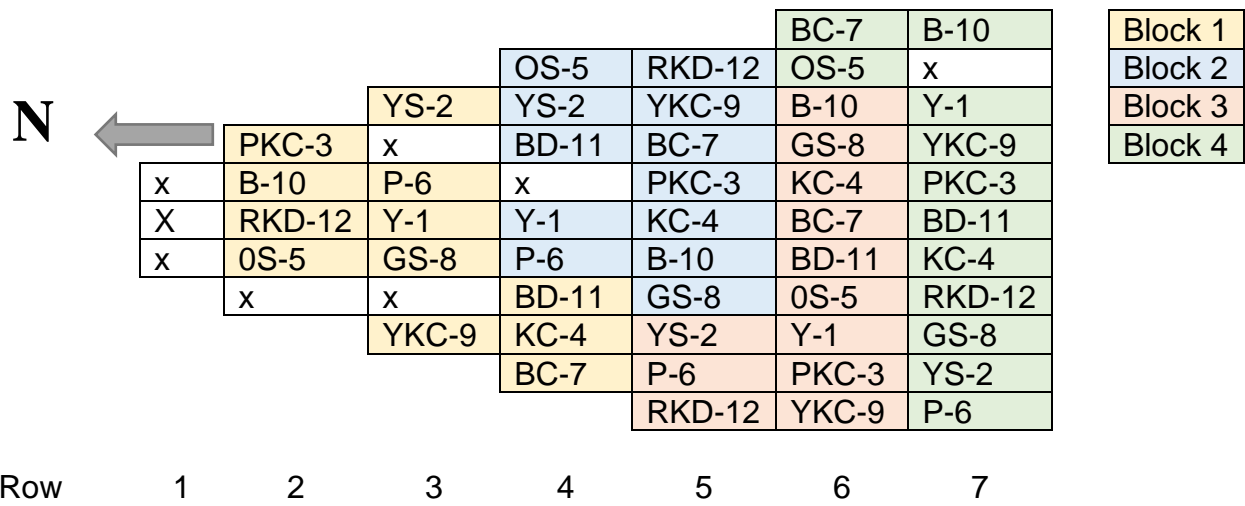 BC-7 B-10 Block 1
OS-5 RKD-12 OS-5 x Block 2
N YS-2 YS-2 YKC-9 B-10 Y-1 Block 3
PKC-3 x BD-11 BC-7 GS-8 YKC-9 Block 4
x B-10 P-6 x PKC-3 KC-4 PKC-3
X RKD-12 Y-1 Y-1 KC-4 BC-7 BD-11
x 0S-5 GS-8 P-6 B-10 BD-11 KC-4
x x BD-11 GS-8 0S-5 RKD-12
YKC-9 KC-4 YS-2 Y-1 GS-8
BC-7 P-6 PKC-3 YS-2
RKD-12 YKC-9 P-6
Row 1 2 3 4 5 6 7